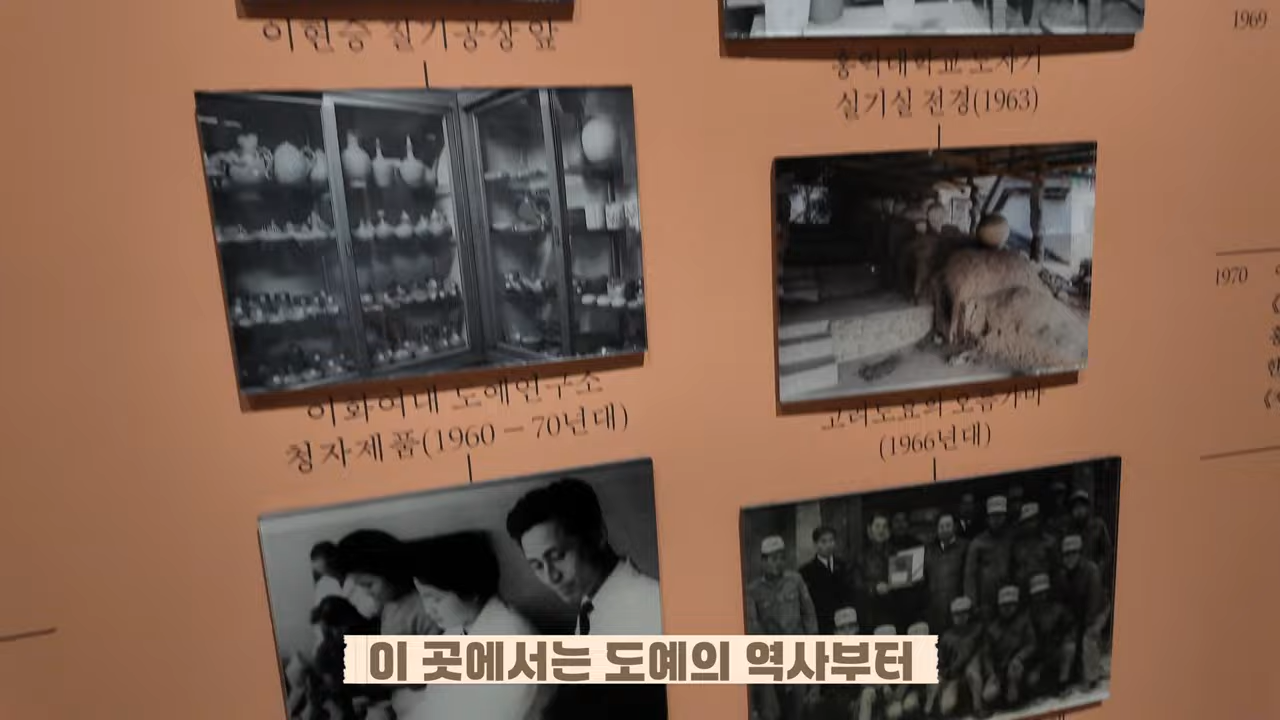 이현승 질기공장 앞
홍익대학교 도자기
실기실 전경(1963)
1969
이화여대 도예연구소
청자제품(1960 – 70년대)
고려도요의 오름가마
(1966년대)
1970
이 곳에서는 도예의 역사부터